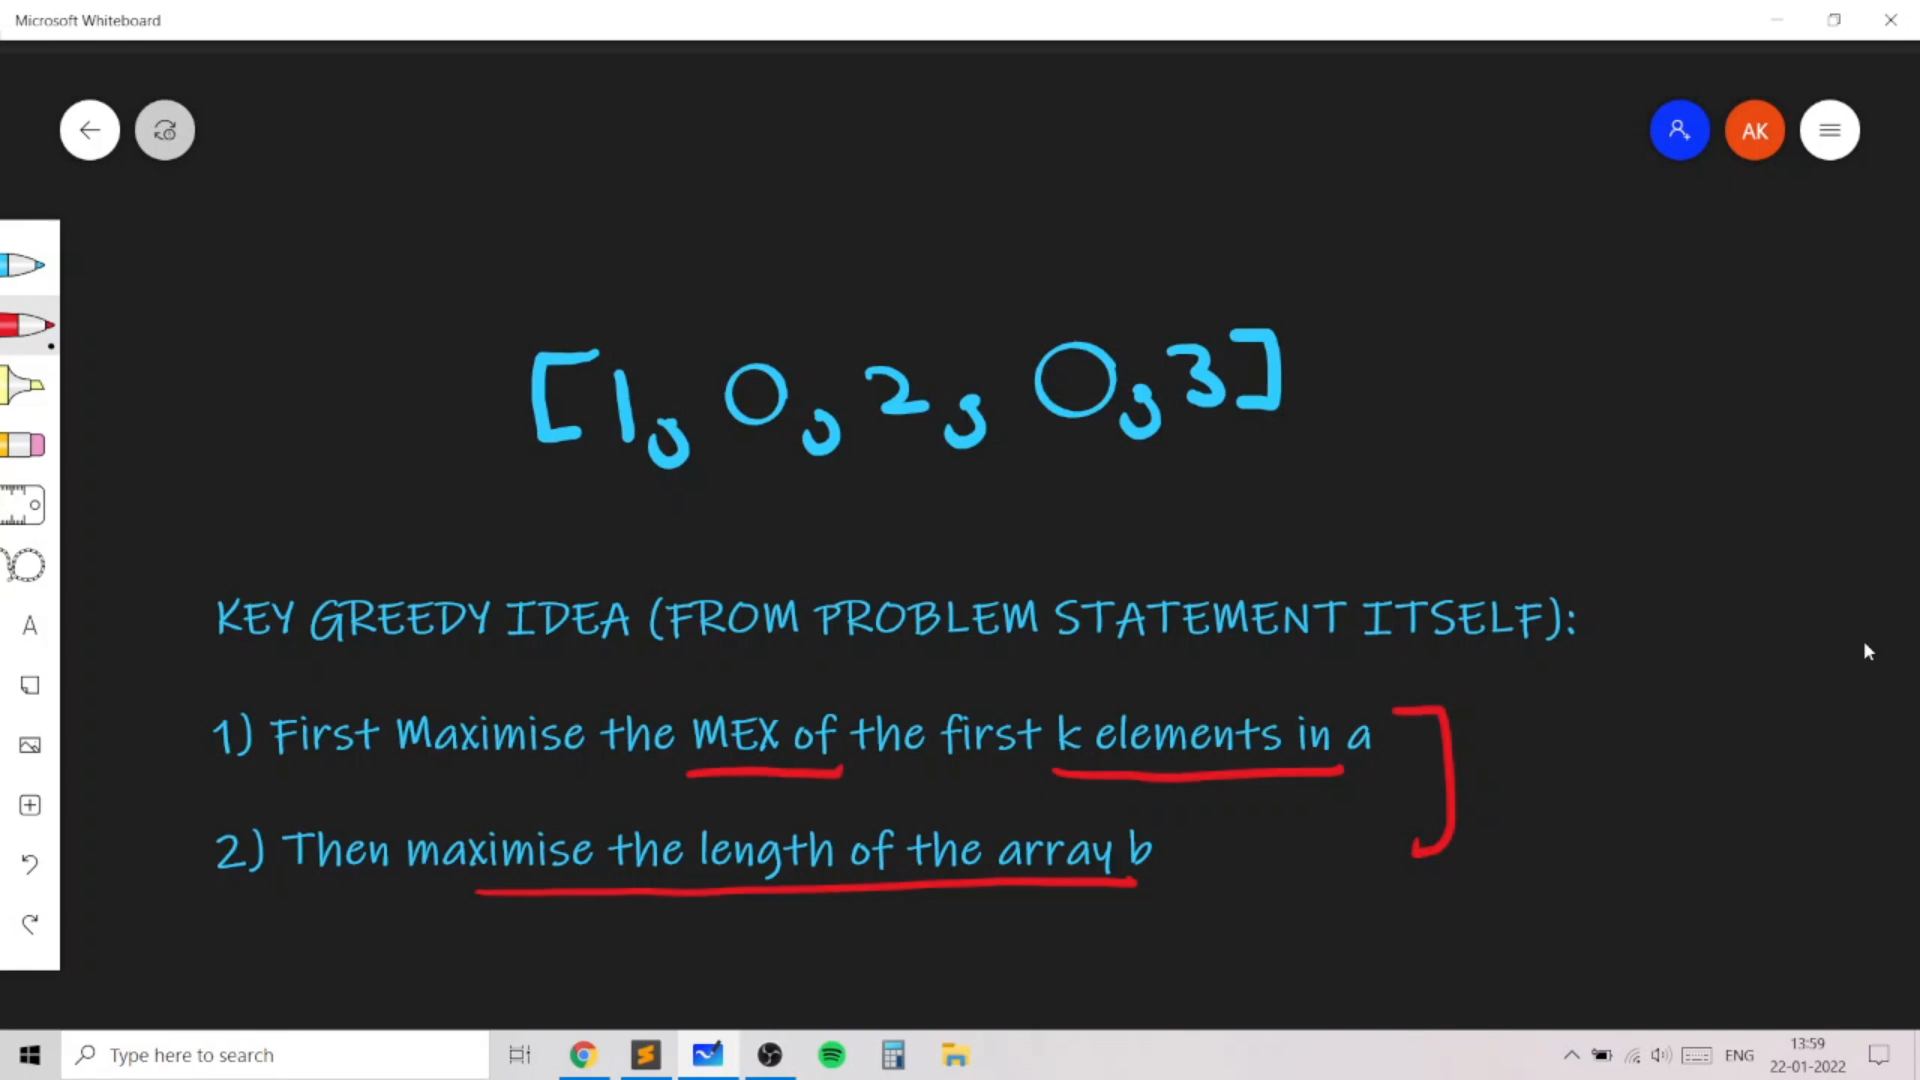 Microsoft Whiteboard
AK
[1, 0, 2, 0, 3]
KEY GREEDY IDEA (FROM PROBLEM STATEMENT ITSELF):
1) First Maximise the MEX of the first k elements in a
2) Then maximise the length of the array b
A
Type here to search
ENG
13:59
22-01-2022